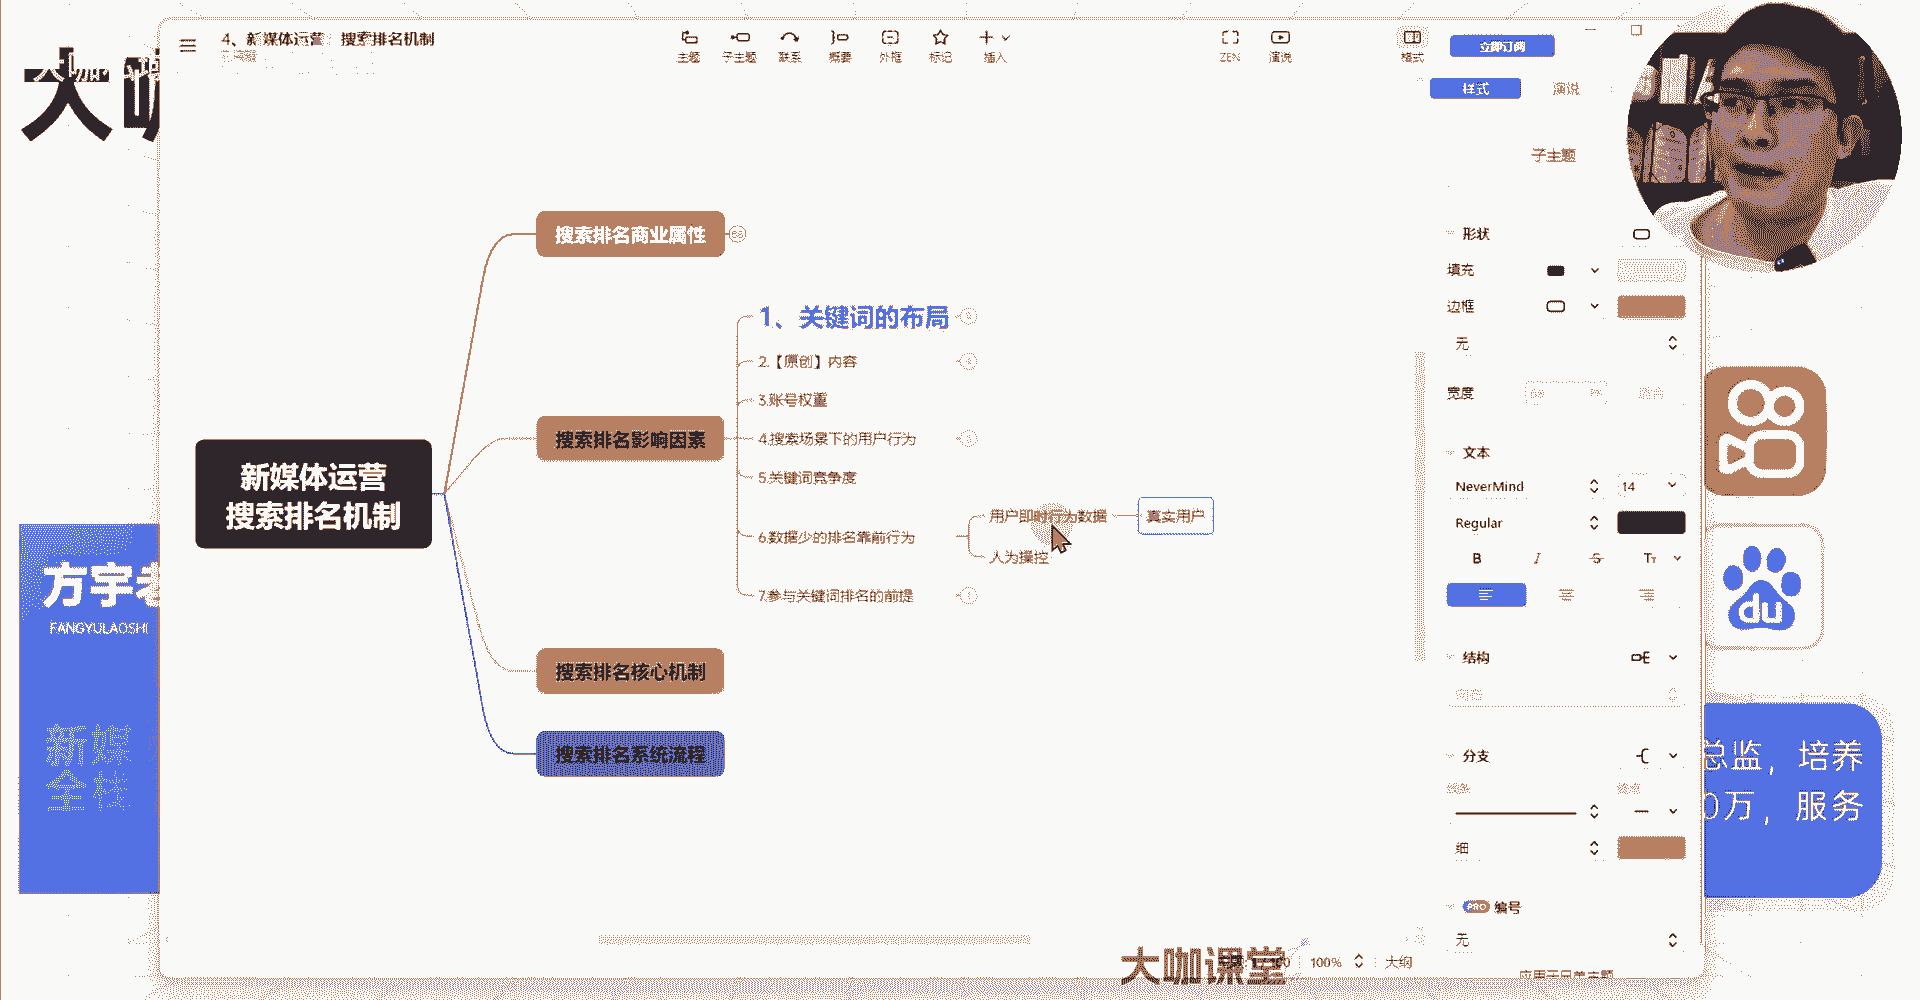 4、新媒体运营 搜索排名机制
主题
子主题
联系
概要
外框
标记
插入
ZEN
演说
格式
立即订阅
样式
演说
子主题
大咖
方宇老
FANGYULAOSHI
新媒
全栈
新媒体运营
搜索排名机制
搜索排名商业属性
搜索排名影响因素
1、关键词的布局
2.【原创】内容
3.账号权重
4.搜索场景下的用户行为
5.关键词竞争度
6.数据少的排名靠前行为
用户即时行为数据
真实用户
人为操控
7.参与关键词排名的前提
搜索排名核心机制
搜索排名系统流程
形状
填充
边框
无
宽度
文本
NeverMind
14
Regular
B I S Tт
结构
分支
细
PRO 编号
无
du
总监，培养
0万，服务
大咖课堂
100%
大纲